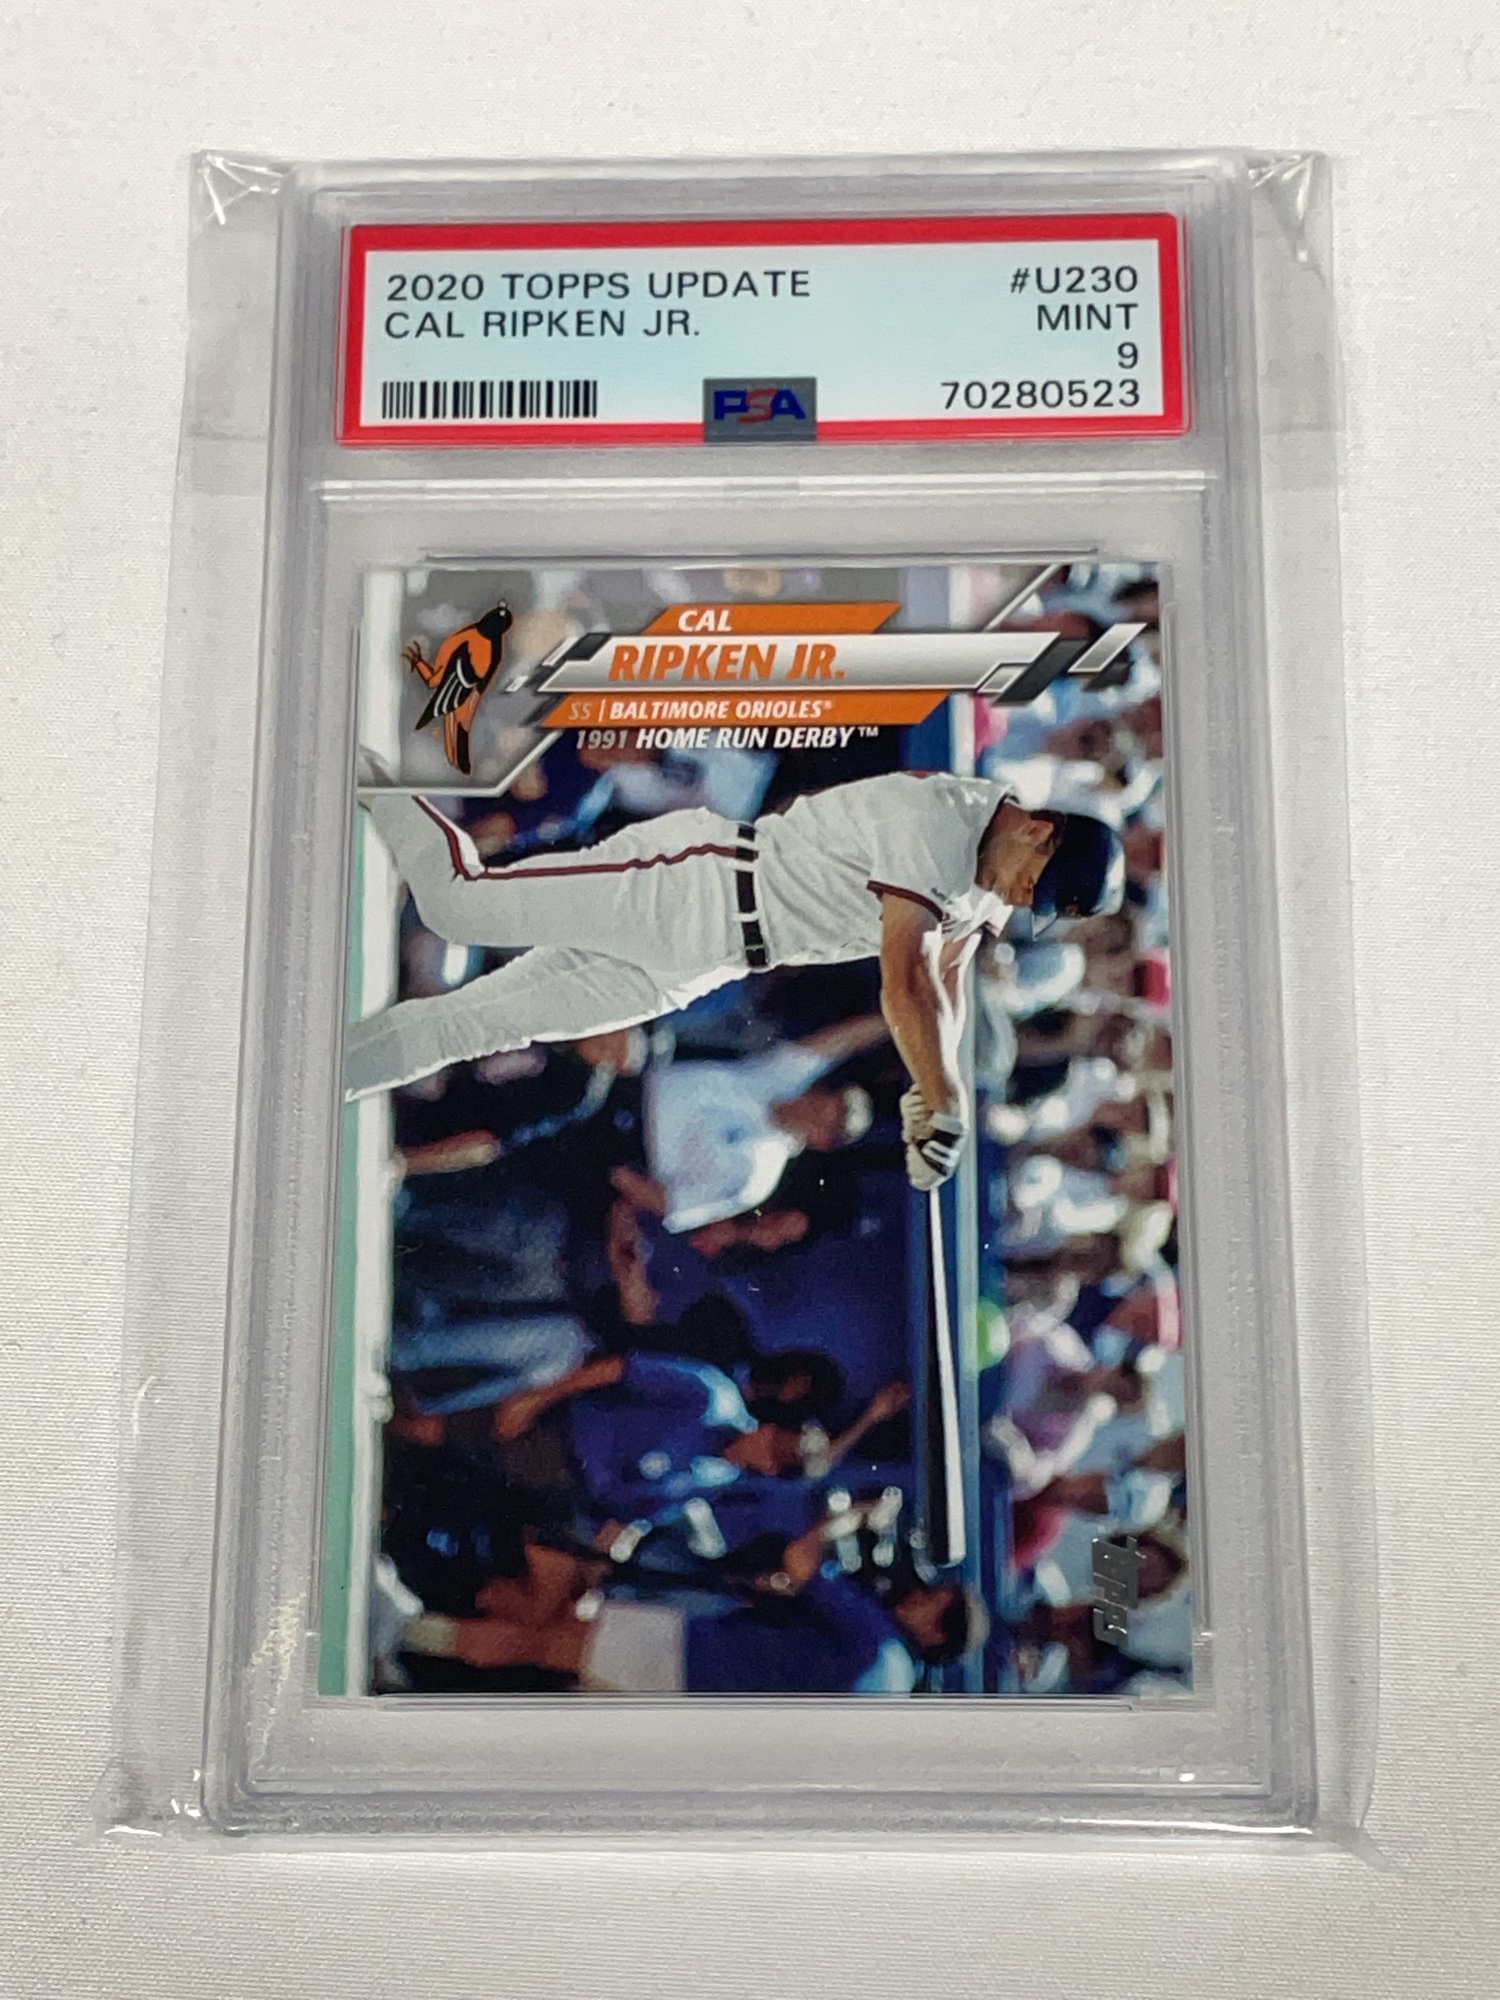 2020 TOPPS UPDATE #U230
CAL RIPKEN JR. MINT
9
PSA 70280523
CAL
RIPKEN JR.
SS | BALTIMORE ORIOLES®
1991 HOME RUN DERBY™
TOPPS